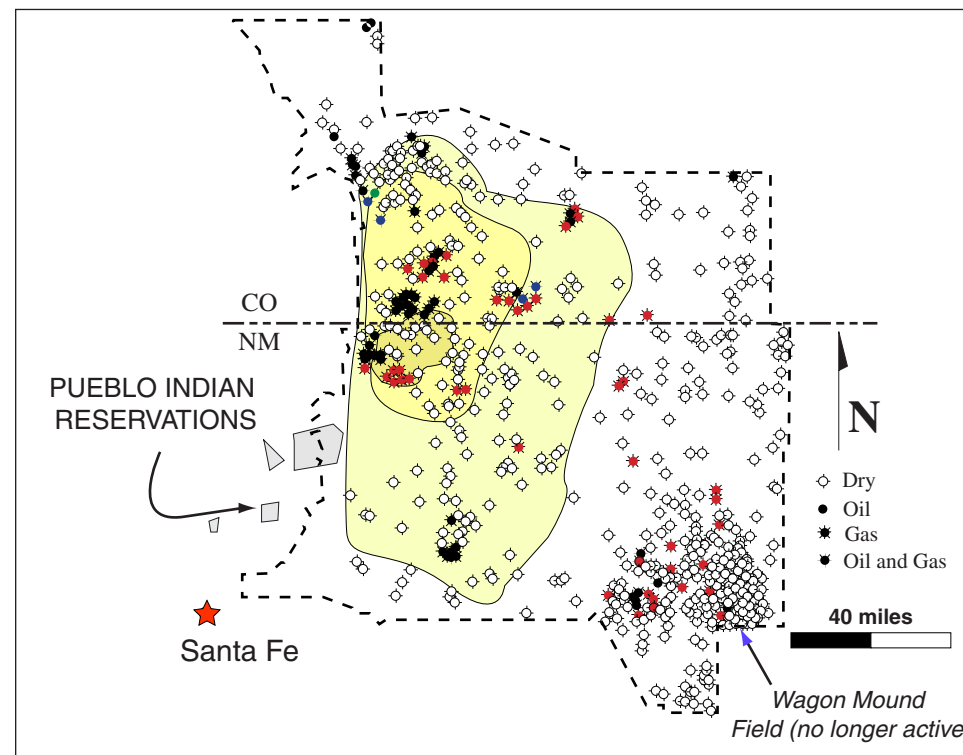 CO
NM
PUEBLO INDIAN
RESERVATIONS
N
Dry
Oil
Gas
Oil and Gas
40 miles
Santa Fe
Wagon Mound
Field (no longer active